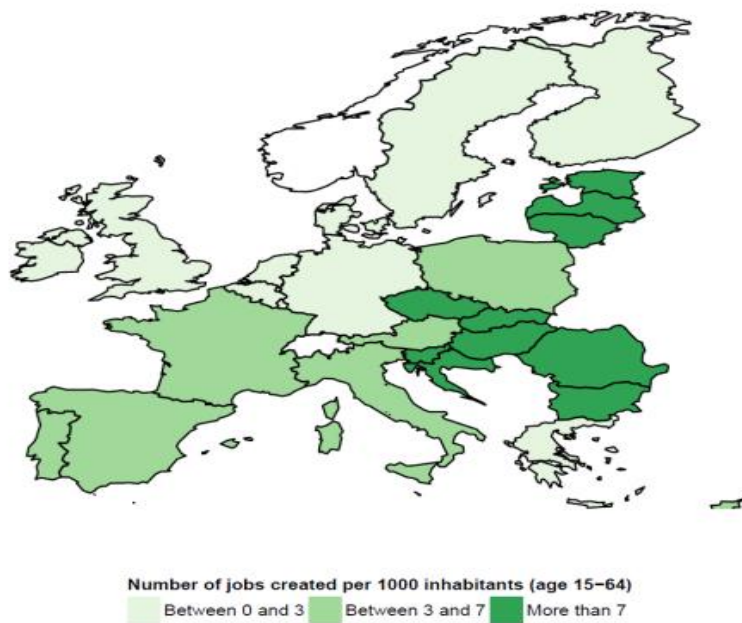 Number of jobs created per 1000 inhabitants (age 15−64)
Between 0 and 3 Between 3 and 7 More than 7